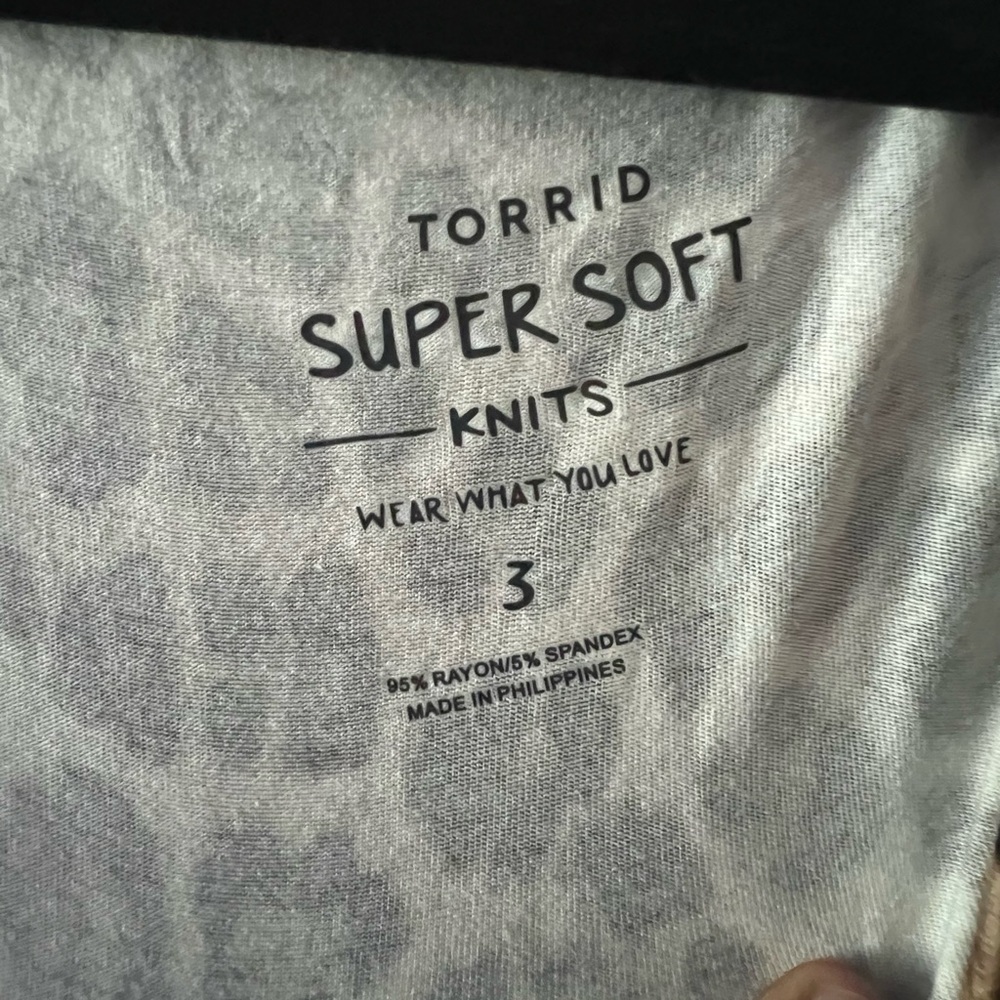 TORRID
SUPER SOFT
KNITS
WEAR WHAT YOU LOVE
3
95% RAYON/5% SPANDEX
MADE IN PHILIPPINES